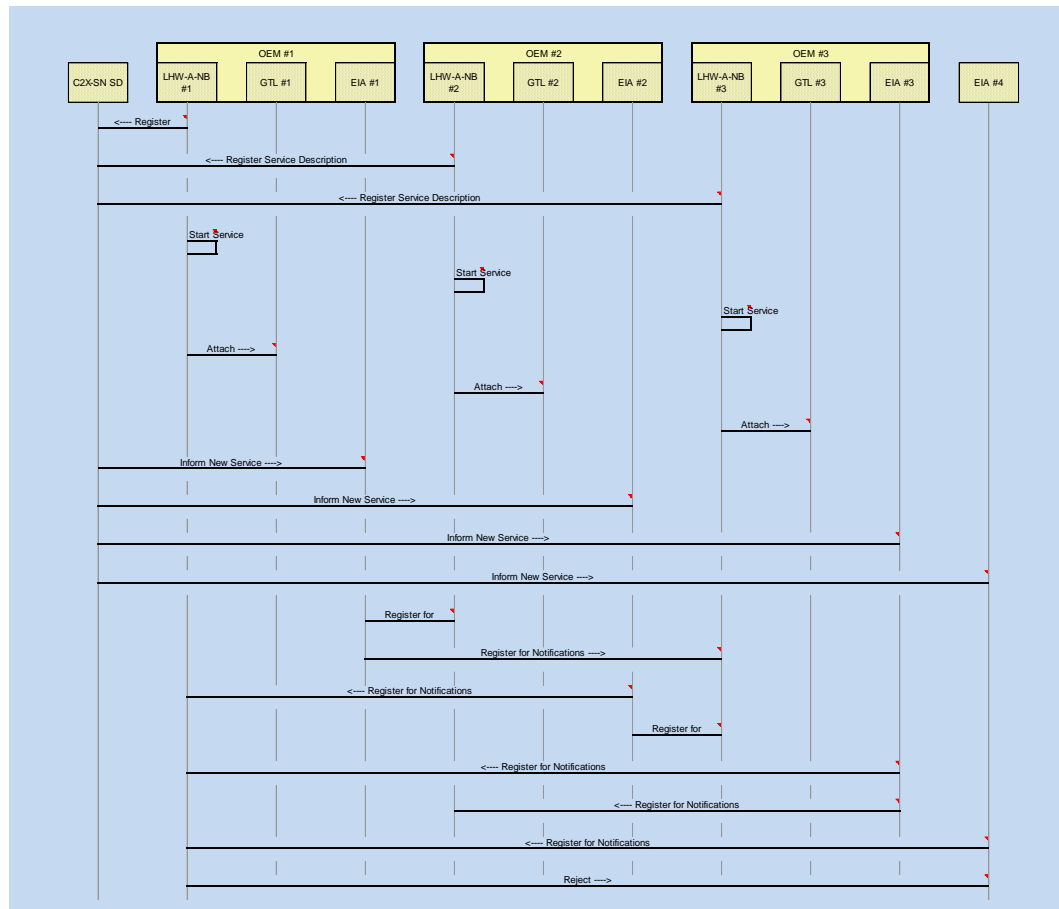 OEM #1
OEM #2
OEM #3
C2X-SN SD
LHW-A-NB
#1
GTL #1
EIA #1
LHW-A-NB
#2
GTL #2
EIA #2
LHW-A-NB
#3
GTL #3
EIA #3
EIA #4
<---- Register
<---- Register Service Description
<---- Register Service Description
Start Service
Start Service
Start Service
Attach ---->
Attach ---->
Attach ---->
Inform New Service ---->
Inform New Service ---->
Inform New Service ---->
Inform New Service ---->
Register for
Register for Notifications ---->
<---- Register for Notifications
Register for
<---- Register for Notifications
<---- Register for Notifications
<---- Register for Notifications
Reject ---->